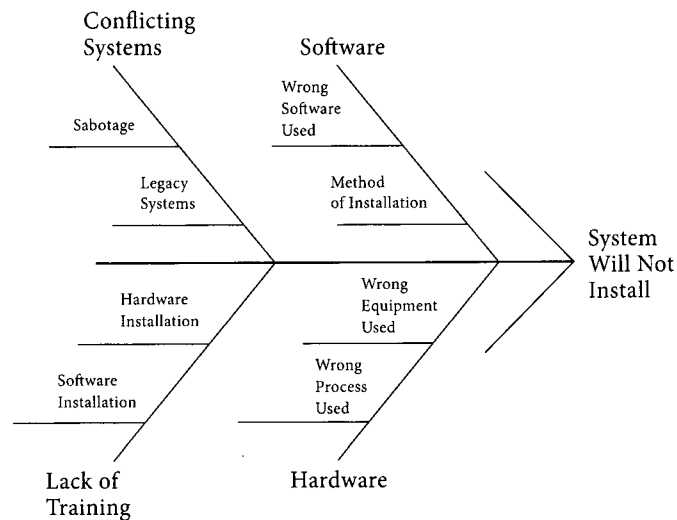 Conflicting
Systems
Software
Sabotage
Wrong
Software
Used
Legacy
Systems
Method
of Installation
System
Will Not
Install
Hardware
Installation
Wrong
Equipment
Used
Software
Installation
Wrong
Process
Used
Lack of
Training
Hardware